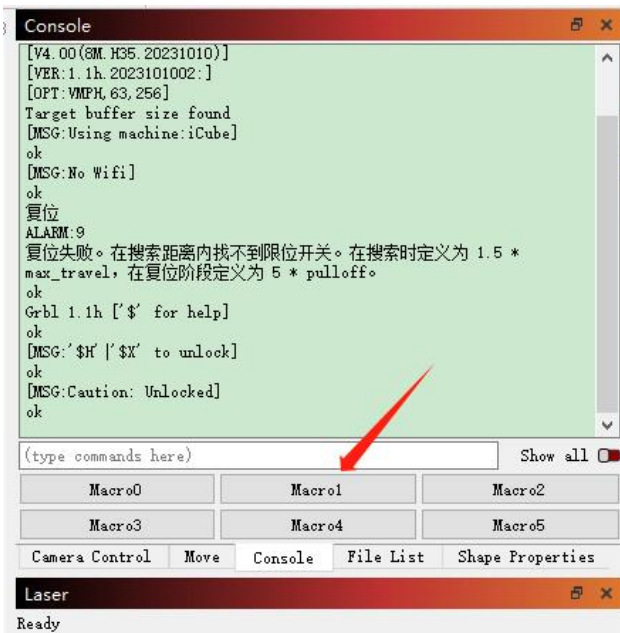 Console
[V4.00(8M.H35.20231010)]
[VER:1.1h.2023101002:]
[OPT:VMPH,63,256]
Target buffer size found
[MSG:Using machine:iCube]
ok
[MSG:No Wifi]
ok
复位
ALARM:9
复位失败。在搜索距离内找不到限位开关。在搜索时定义为 1.5 *
max_travel，在复位阶段定义为 5 * pulloff。
ok
Grbl 1.1h ['$' for help]
ok
[MSG:'$H'|'$X' to unlock]
ok
[MSG:Caution: Unlocked]
ok
(type commands here)
Show all
Macro0
Macro1
Macro2
Macro3
Macro4
Macro5
Camera Control
Move
Console
File List
Shape Properties
Laser
Ready